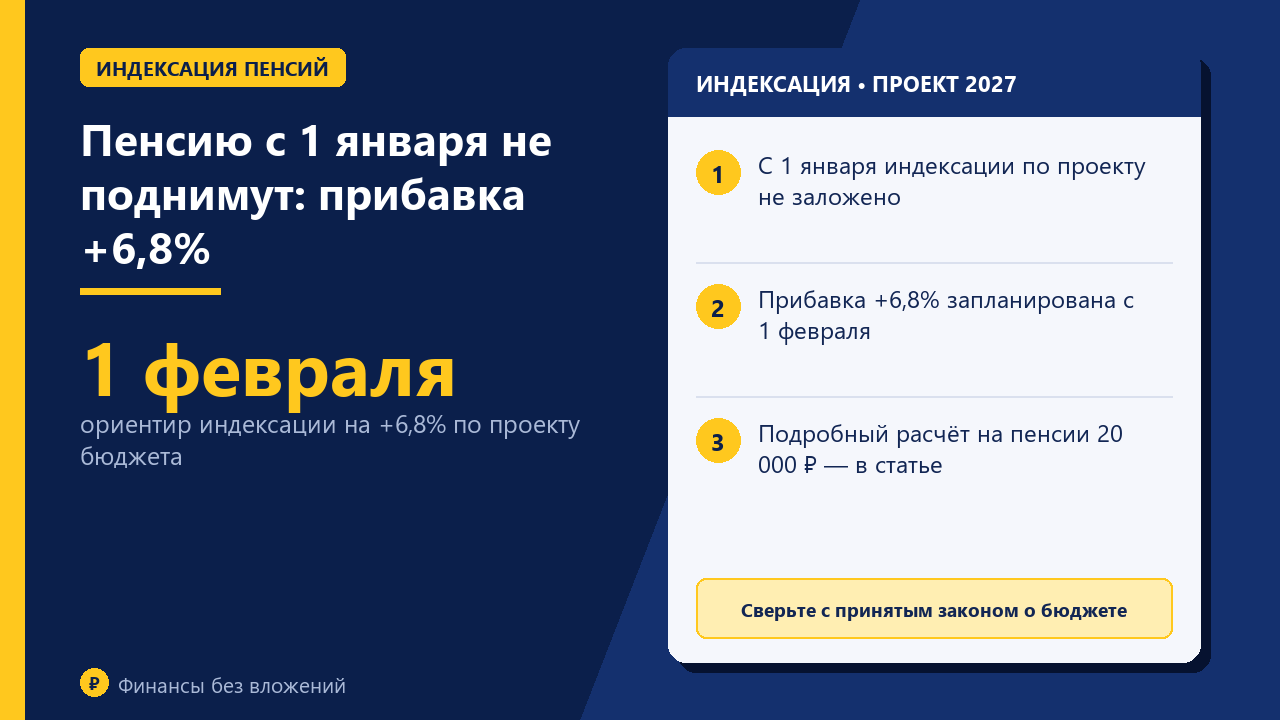 ИНДЕКСАЦИЯ ПЕНСИЙ
Пенсию с 1 января не
поднимут: прибавка
+6,8%
1 февраля
ориентир индексации на +6,8% по проекту
бюджета
₽ Финансы без вложений
ИНДЕКСАЦИЯ • ПРОЕКТ 2027
1 С 1 января индексации по проекту
не заложено
2 Прибавка +6,8% запланирована с
1 февраля
3 Подробный расчёт на пенсии 20
000 ₽ — в статье
Сверьте с принятым законом о бюджете